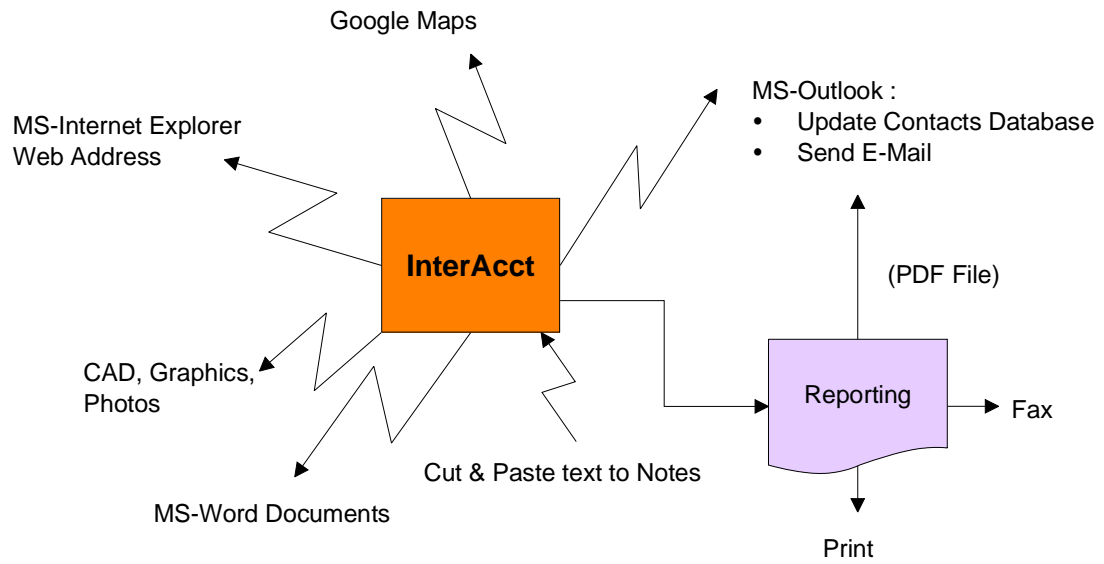 Google Maps
MS-Outlook :
• Update Contacts Database
• Send E-Mail
MS-Internet Explorer
Web Address
InterAcct
(PDF File)
CAD, Graphics,
Photos
Reporting
Fax
Cut & Paste text to Notes
MS-Word Documents
Print